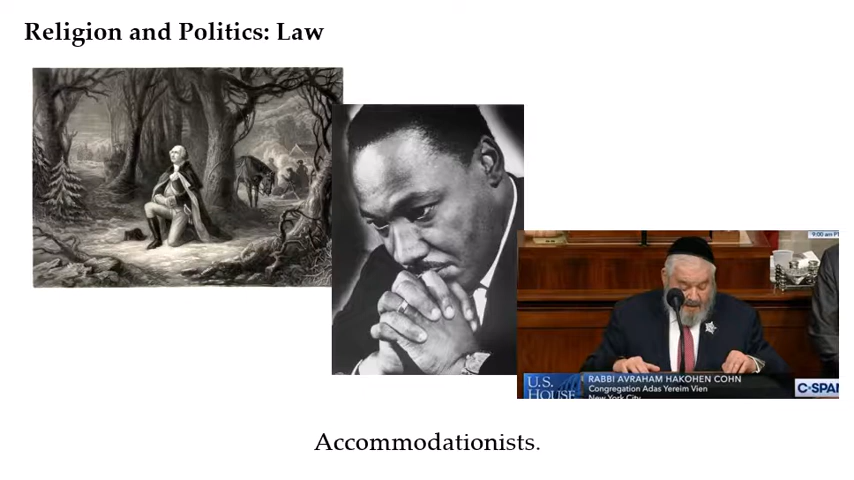 Religion and Politics: Law
9:00 am PT
U.S.
HOUSE
RABBI AVRAHAM HAKOHEN COHN
Congregation Adas Yereim Vien
New York City
C-SPAN
Accommodationists.